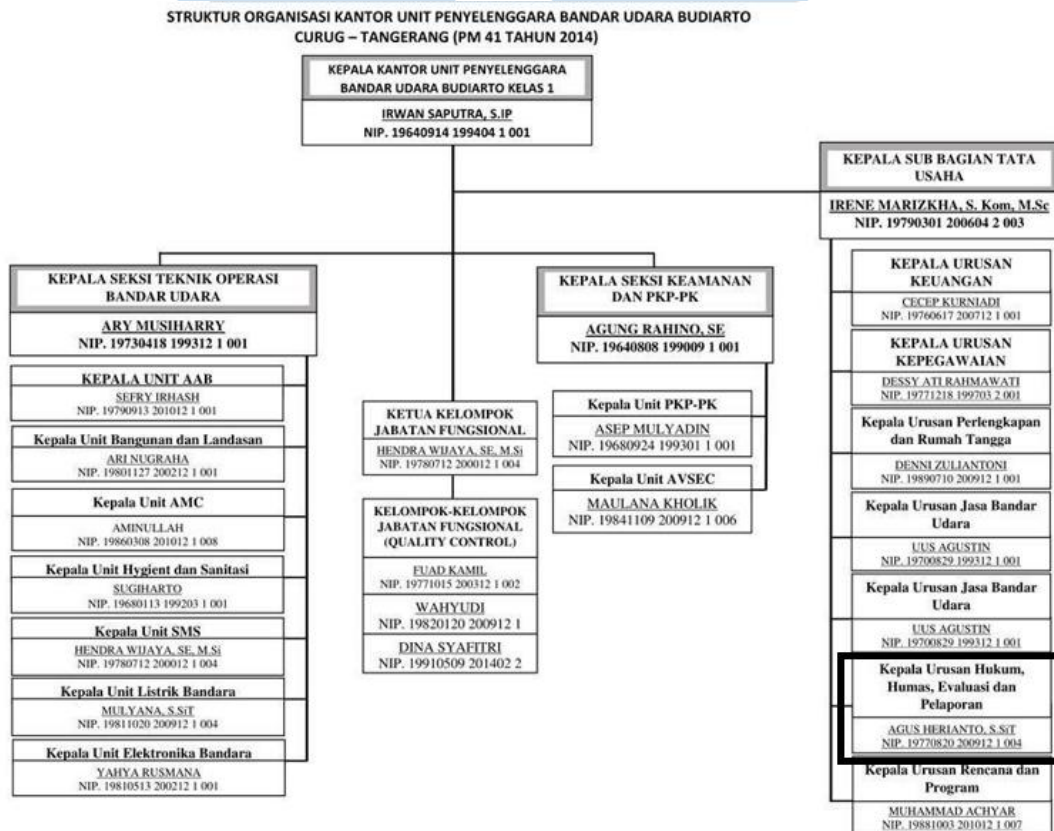 STRUKTUR ORGANISASI KANTOR UNIT PENYELENGGARA BANDAR UDARA BUDIARTO
CURUG – TANGERANG (PM 41 TAHUN 2014)
KEPALA KANTOR UNIT PENYELENGGARA
BANDAR UDARA BUDIARTO KELAS 1
IRWAN SAPUTRA, S.IP
NIP. 19640914 199404 1 001
KEPALA SUB BAGIAN TATA
USAHA
IRENE MARIZKHA, S. Kom, M.Sc
NIP. 19790301 200604 2 003
KEPALA SEKSI TEKNIK OPERASI
BANDAR UDARA
ARY MUSIHARRY
NIP. 19730418 199312 1 001
KEPALA UNIT AAB
SEFRY IRHASH
NIP. 19790913 201012 1 001
Kepala Unit Bangunan dan Landasan
ARI NUGRAHA
NIP. 19801127 200212 1 001
Kepala Unit AMC
AMINULLAH
NIP. 19860308 201012 1 008
Kepala Unit Hygient dan Sanitasi
SUGIHARTO
NIP. 19680113 199203 1 001
Kepala Unit SMS
HENDRA WIJAYA, SE, M.Si
NIP. 19780712 200012 1 004
Kepala Unit Listrik Bandara
MULYANA, S.SiT
NIP. 19811020 200912 1 004
Kepala Unit Elektronika Bandara
YAHYA RUSMANA
NIP. 19810513 200212 1 001
KETUA KELOMPOK
JABATAN FUNGSIONAL
HENDRA WIJAYA, SE, M.Si
NIP. 19780712 200012 1 004
KELOMPOK-KELOMPOK
JABATAN FUNGSIONAL
(QUALITY CONTROL)
FUAD KAMIL
NIP. 19771015 200312 1 002
WAHYUDI
NIP. 19820120 200912 1
DINA SYAFITRI
NIP. 19910509 201402 2
KEPALA SEKSI KEAMANAN
DAN PKP-PK
AGUNG RAHINO, SE
NIP. 19640808 199009 1 001
Kepala Unit PKP-PK
ASEP MULYADIN
NIP. 19680924 199301 1 001
Kepala Unit AVSEC
MAULANA KHOLIK
NIP. 19841109 200912 1 006
KEPALA URUSAN
KEUANGAN
CECEP KURNIADI
NIP. 19760617 200712 1 001
KEPALA URUSAN
KEPEGAWAIAN
DESSY ATI RAHMAWATI
NIP. 19771218 199703 2 001
Kepala Urusan Perlengkapan
dan Rumah Tangga
DENNI ZULIANTONI
NIP. 19890710 200912 1 001
Kepala Urusan Jasa Bandar
Udara
UUS AGUSTIN
NIP. 19700829 199312 1 001
Kepala Urusan Jasa Bandar
Udara
UUS AGUSTIN
NIP. 19700829 199312 1 001
Kepala Urusan Hukum,
Humas, Evaluasi dan
Pelaporan
AGUS HERIANTO, S.SiT
NIP. 19770820 200912 1 004
Kepala Urusan Rencana dan
Program
MUHAMMAD ACHYAR
NIP. 19881003 201012 1 007